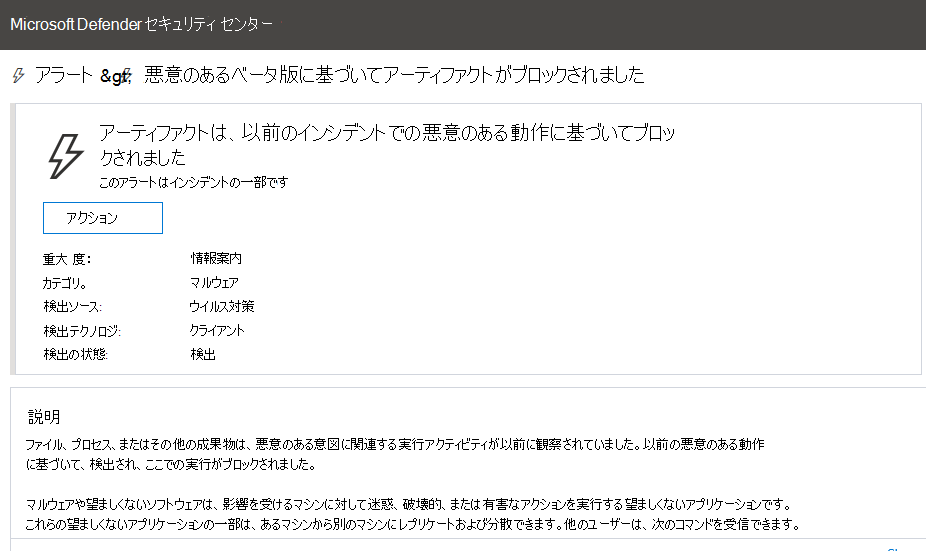 Microsoft Defender セキュリティ センター
アラート &gt; 悪意のあるベータ版に基づいてアーティファクトがブロックされました
アーティファクトは、以前のインシデントでの悪意のある動作に基づいてブロッ
クされました
このアラートはインシデントの一部です
アクション
重大 度: 情報案内
カテゴリ。 マルウェア
検出ソース: ウイルス対策
検出テクノロジ: クライアント
検出の状態: 検出
説明
ファイル、プロセス、またはその他の成果物は、悪意のある意図に関連する実行アクティビティが以前に観察されていました。以前の悪意のある動作
に基づいて、検出され、ここでの実行がブロックされました。
マルウェアや望ましくないソフトウェアは、影響を受けるマシンに対して迷惑、破壊的、または有害なアクションを実行する望ましくないアプリケーションです。
これらの望ましくないアプリケーションの一部は、あるマシンから別のマシンにレプリケートおよび分散できます。他のユーザーは、次のコマンドを受信できます。